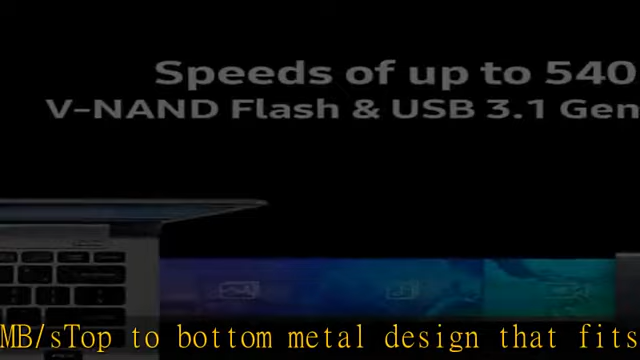 Speeds of up to 540
V-NAND Flash & USB 3.1 Gen
MB/sTop to bottom metal design that fits